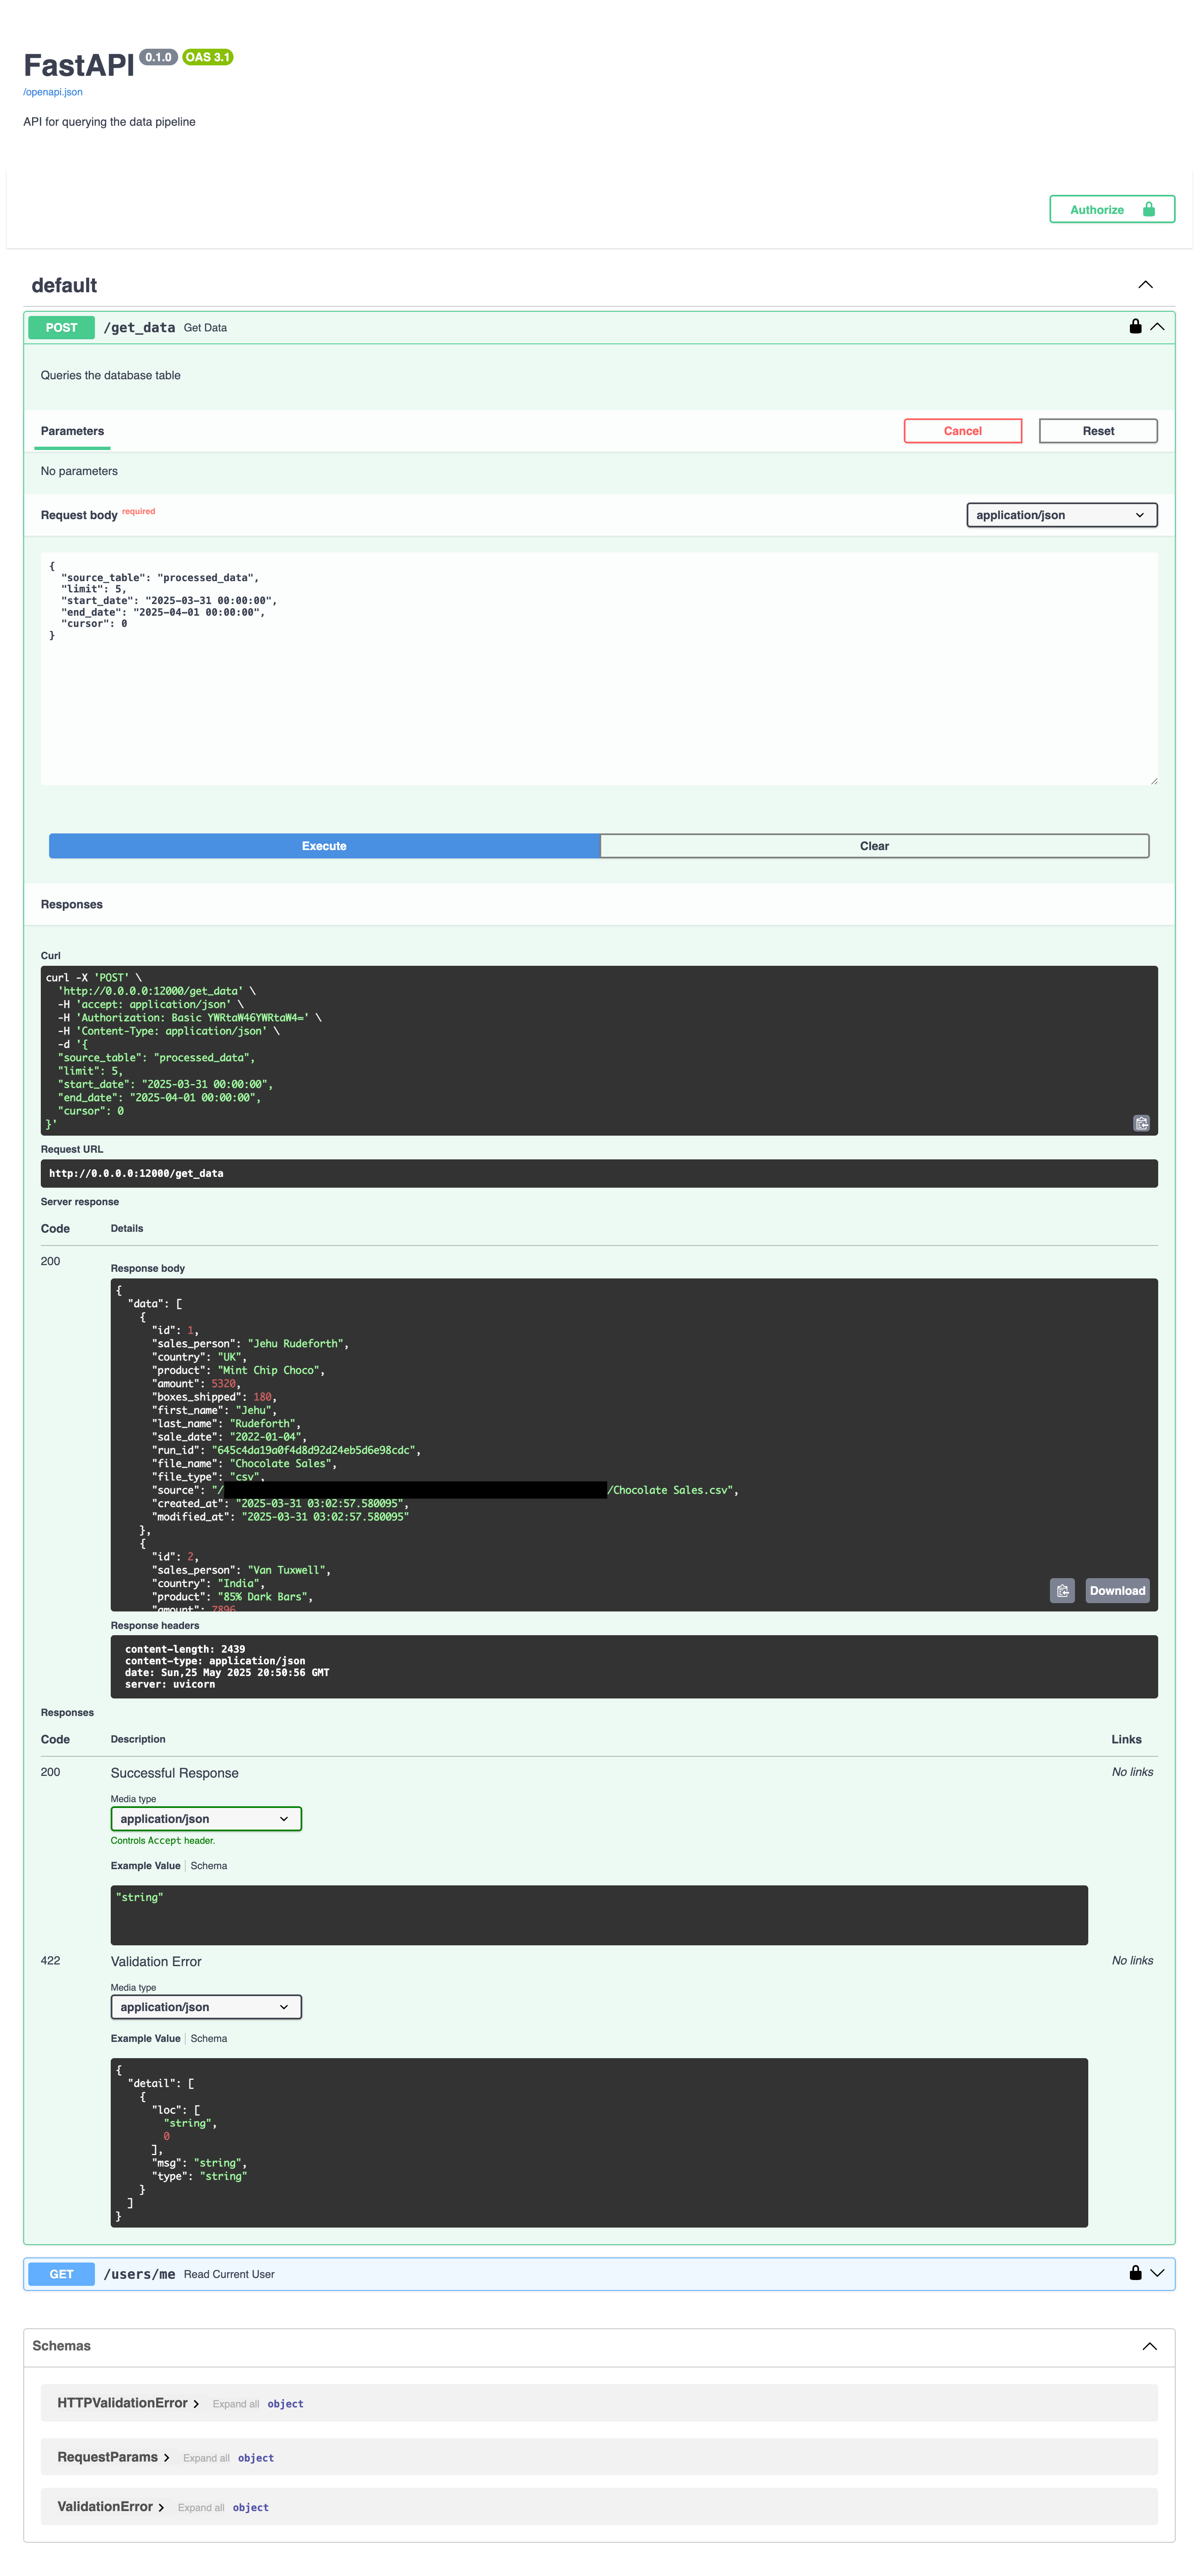 FastAPI 0.1.0 OAS 3.1
/openapi.json
API for querying the data pipeline
Authorize
default
POST /get_data Get Data
Queries the database table
Parameters Cancel Reset
No parameters
Request body required application/json
{
  "source_table": "processed_data",
  "limit": 5,
  "start_date": "2025-03-31 00:00:00",
  "end_date": "2025-04-01 00:00:00",
  "cursor": 0
}
Execute Clear
Responses
Curl
curl -X 'POST' \
  'http://0.0.0.0:12000/get_data' \
  -H 'accept: application/json' \
  -H 'Authorization: Basic YWRtaW46YWRtaW4=' \
  -H 'Content-Type: application/json' \
  -d '{
  "source_table": "processed_data",
  "limit": 5,
  "start_date": "2025-03-31 00:00:00",
  "end_date": "2025-04-01 00:00:00",
  "cursor": 0
}'
Request URL
http://0.0.0.0:12000/get_data
Server response
Code Details
200
Response body
{
  "data": [
    {
      "id": 1,
      "sales_person": "Jehu Rudeforth",
      "country": "UK",
      "product": "Mint Chip Choco",
      "amount": 5320,
      "boxes_shipped": 180,
      "first_name": "Jehu",
      "last_name": "Rudeforth",
      "sale_date": "2022-01-04",
      "run_id": "645c4da19a0f4d8d92d24eb5d6e98cdc",
      "file_name": "Chocolate Sales",
      "file_type": "csv",
      "source": "/ /Chocolate Sales.csv",
      "created_at": "2025-03-31 03:02:57.580095",
      "modified_at": "2025-03-31 03:02:57.580095"
    },
    {
      "id": 2,
      "sales_person": "Van Tuxwell",
      "country": "India",
      "product": "85% Dark Bars",
      "amount": 7896
Download
Response headers
content-length: 2439
content-type: application/json
date: Sun,25 May 2025 20:50:56 GMT
server: uvicorn
Responses
Code Description Links
200 Successful Response No links
Media type
application/json
Controls Accept header.
Example Value Schema
"string"
422 Validation Error No links
Media type
application/json
Example Value Schema
{
  "detail": [
    {
      "loc": [
        "string",
        0
      ],
      "msg": "string",
      "type": "string"
    }
  ]
}
GET /users/me Read Current User
Schemas
HTTPValidationError Expand all object
RequestParams Expand all object
ValidationError Expand all object